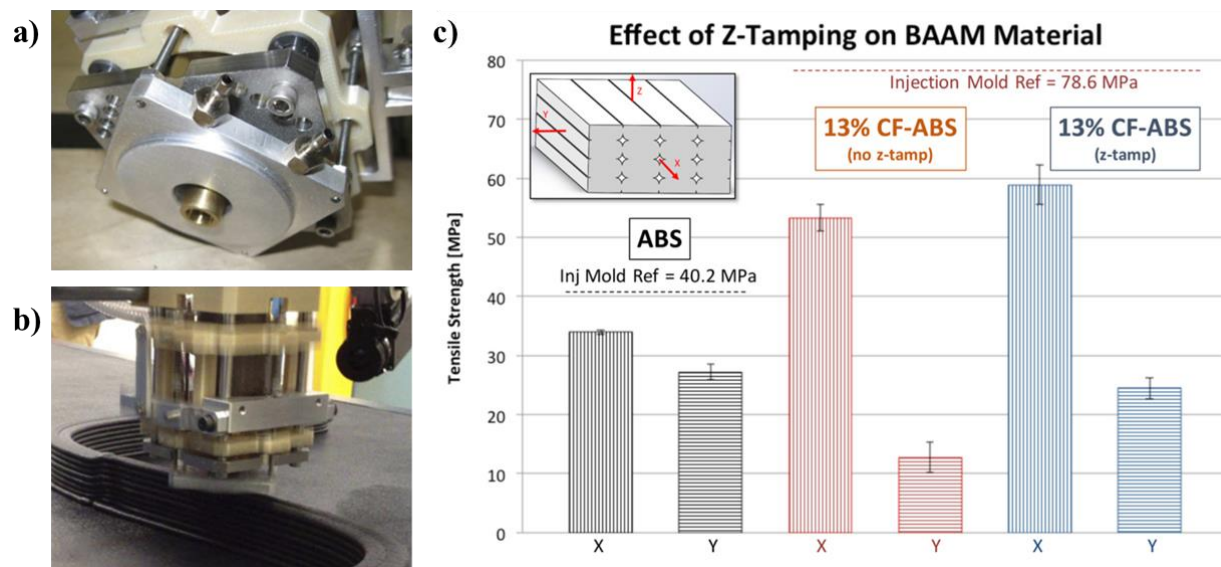 a)
b)
c)
Effect of Z-Tamping on BAAM Material
Tensile Strength [MPa]
80
70
60
50
40
30
20
10
0
Z
Y
X
Injection Mold Ref = 78.6 MPa
13% CF-ABS
(no z-tamp)
13% CF-ABS
(z-tamp)
ABS
Inj Mold Ref = 40.2 MPa
X Y X Y X Y